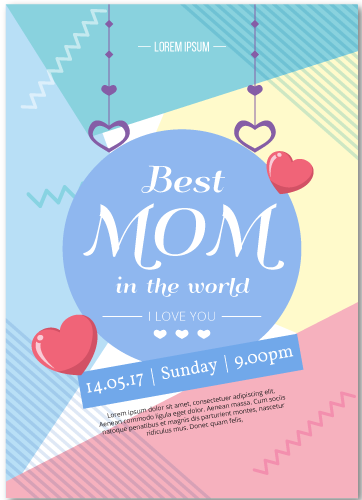 LOREM IPSUM
Best
MOM
in the world
I LOVE YOU
14.05.17 | Sunday | 9.00pm
Lorem ipsum dolor sit amet, consectetuer adipiscing elit.
Aenean commodo ligula eget dolor. Aenean massa. Cum sociis
natoque penatibus et magnis dis parturient montes, nascetur
ridiculus mus. Donec quam felis,